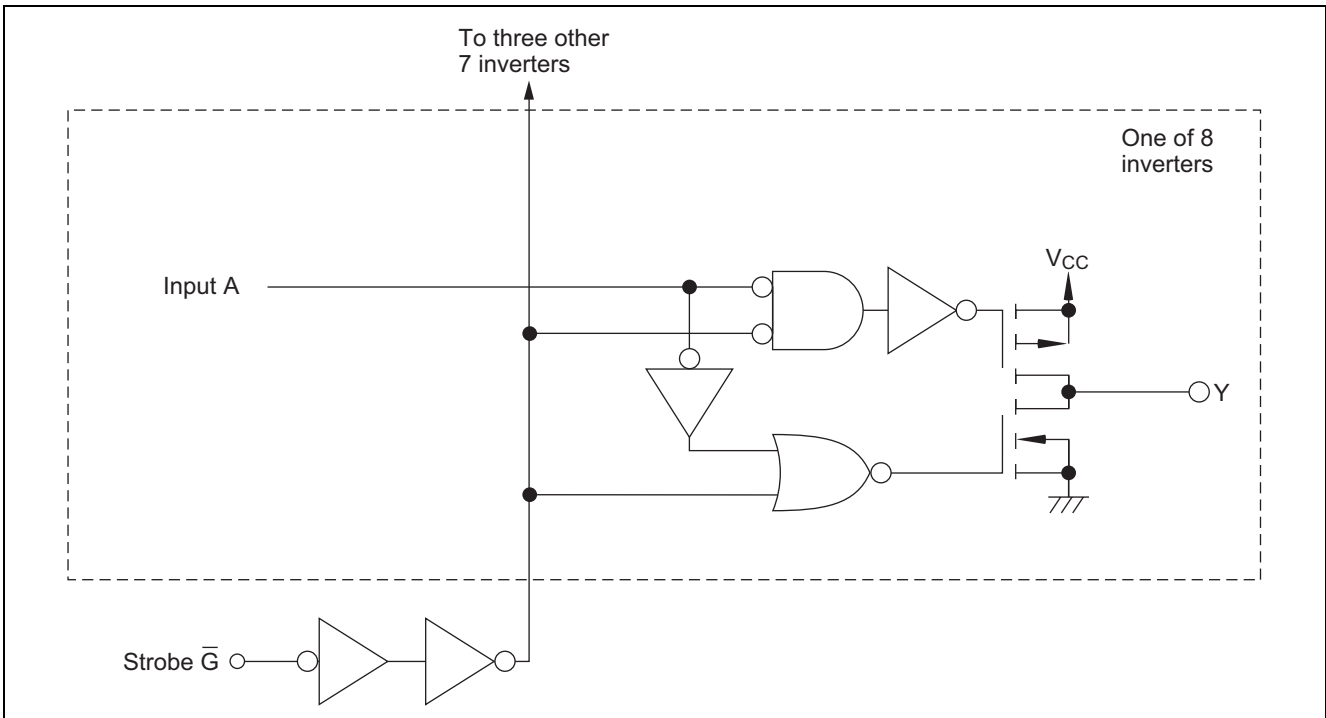 To three other
7 inverters
One of 8
inverters
Input A
VCC
Y
Strobe G̅